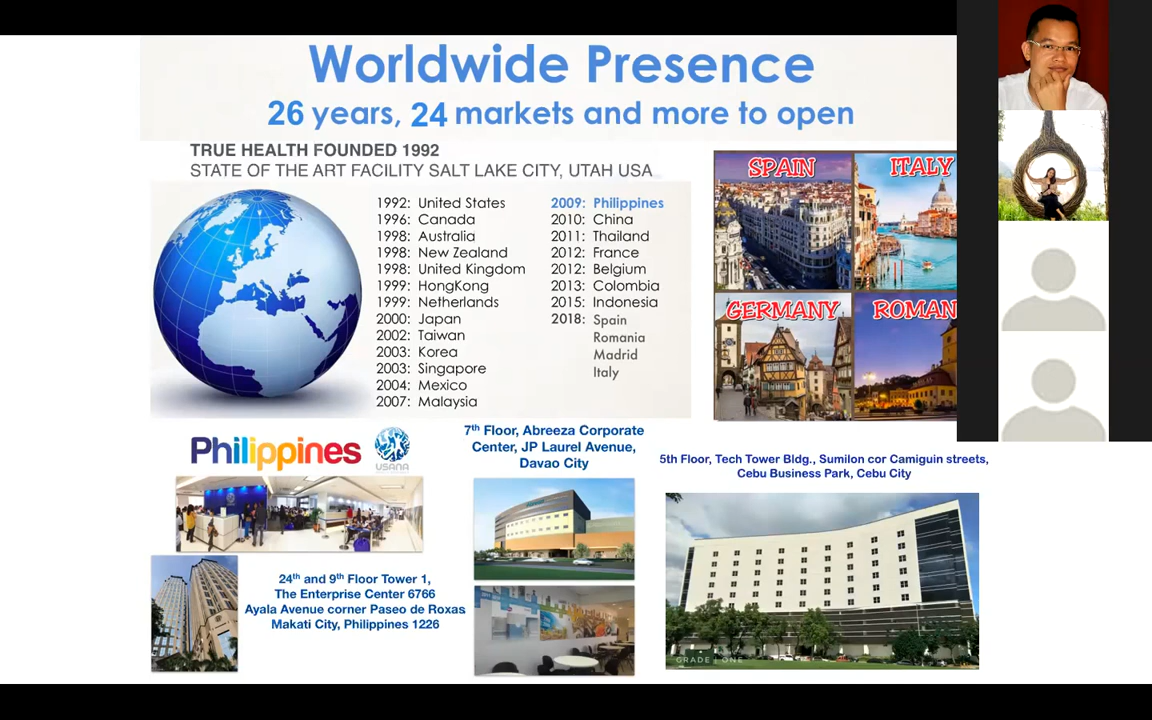 Worldwide Presence
26 years, 24 markets and more to open
TRUE HEALTH FOUNDED 1992
STATE OF THE ART FACILITY SALT LAKE CITY, UTAH USA
1992: United States
1996: Canada
1998: Australia
1998: New Zealand
1998: United Kingdom
1999: HongKong
1999: Netherlands
2000: Japan
2002: Taiwan
2003: Korea
2003: Singapore
2004: Mexico
2007: Malaysia
2009: Philippines
2010: China
2011: Thailand
2012: France
2012: Belgium
2013: Colombia
2015: Indonesia
2018: Spain
Romania
Madrid
Italy
SPAIN
ITALY
GERMANY
ROMAN
Philippines
USANA
24th and 9th Floor Tower 1,
The Enterprise Center 6766
Ayala Avenue corner Paseo de Roxas
Makati City, Philippines 1226
7th Floor, Abreeza Corporate
Center, JP Laurel Avenue,
Davao City
5th Floor, Tech Tower Bldg., Sumilon cor Camiguin streets,
Cebu Business Park, Cebu City
GRADE ONE